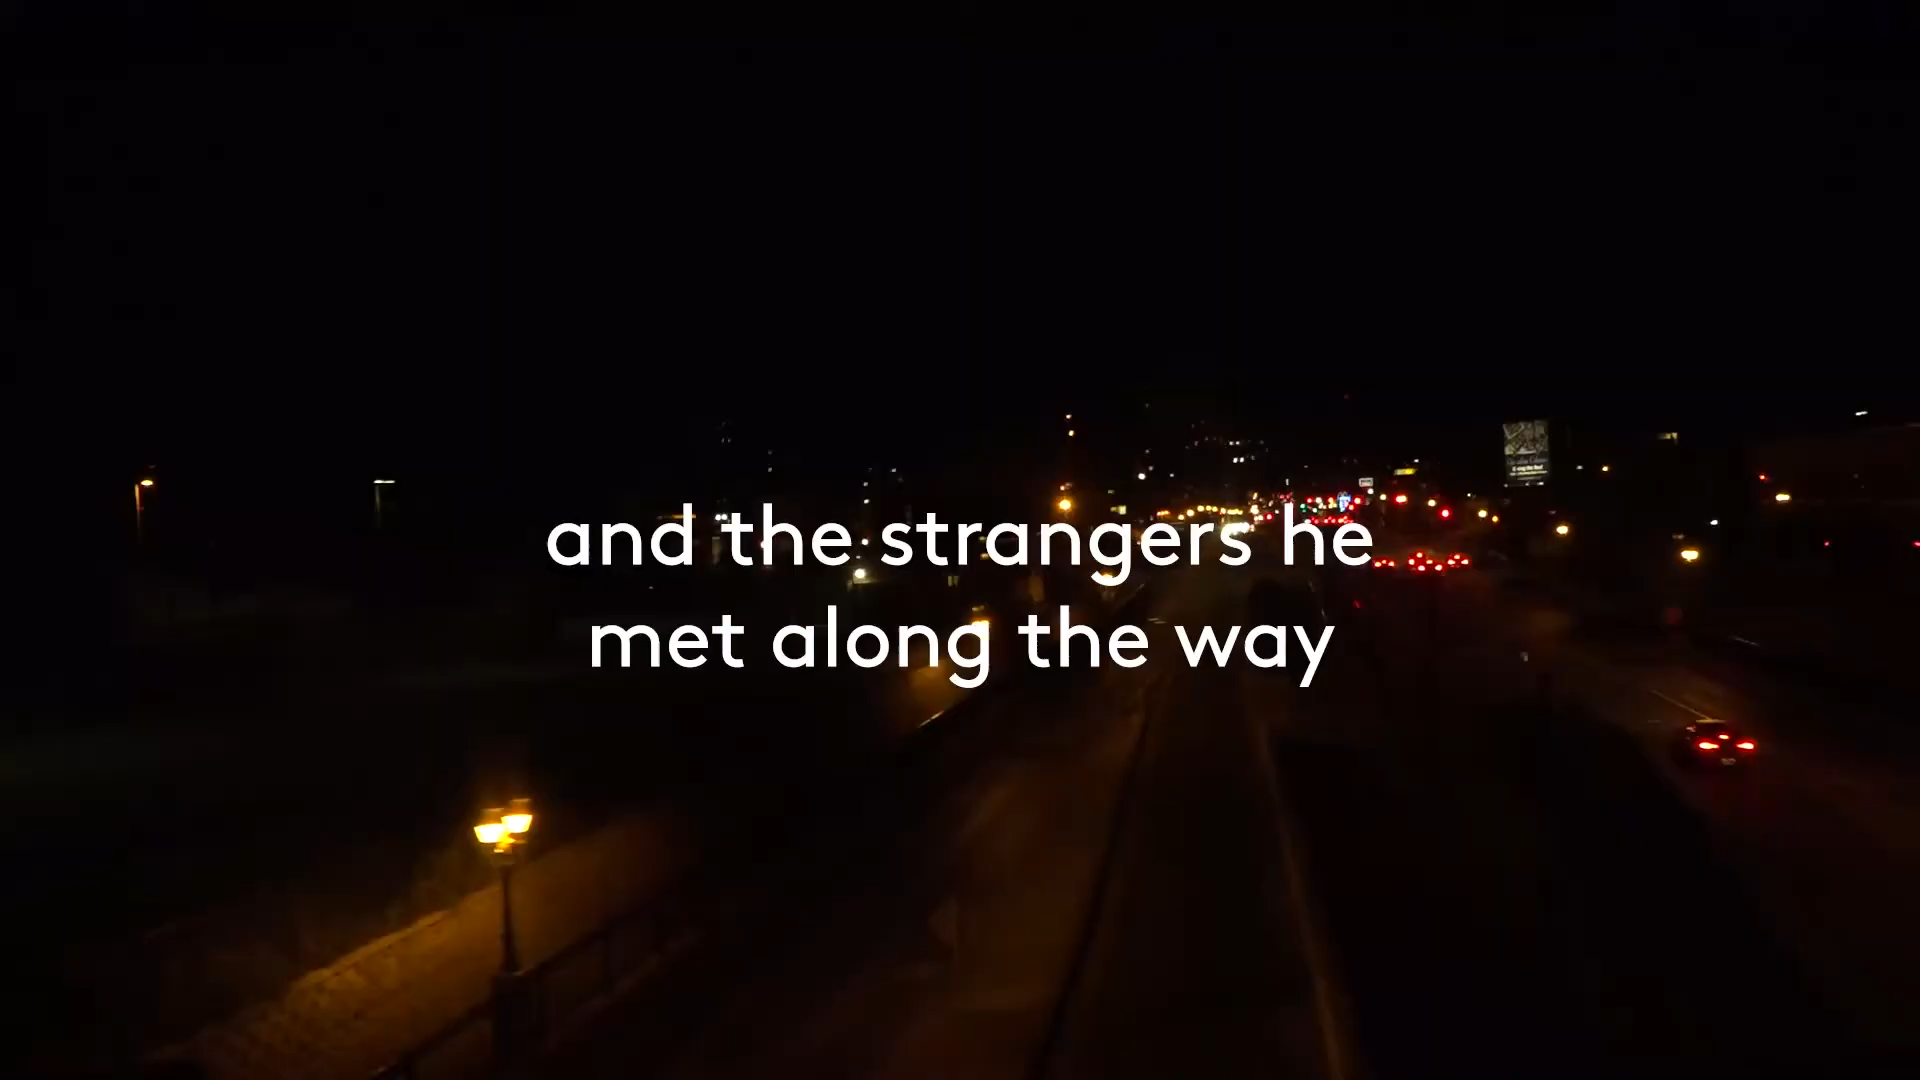 and the strangers he
met along the way